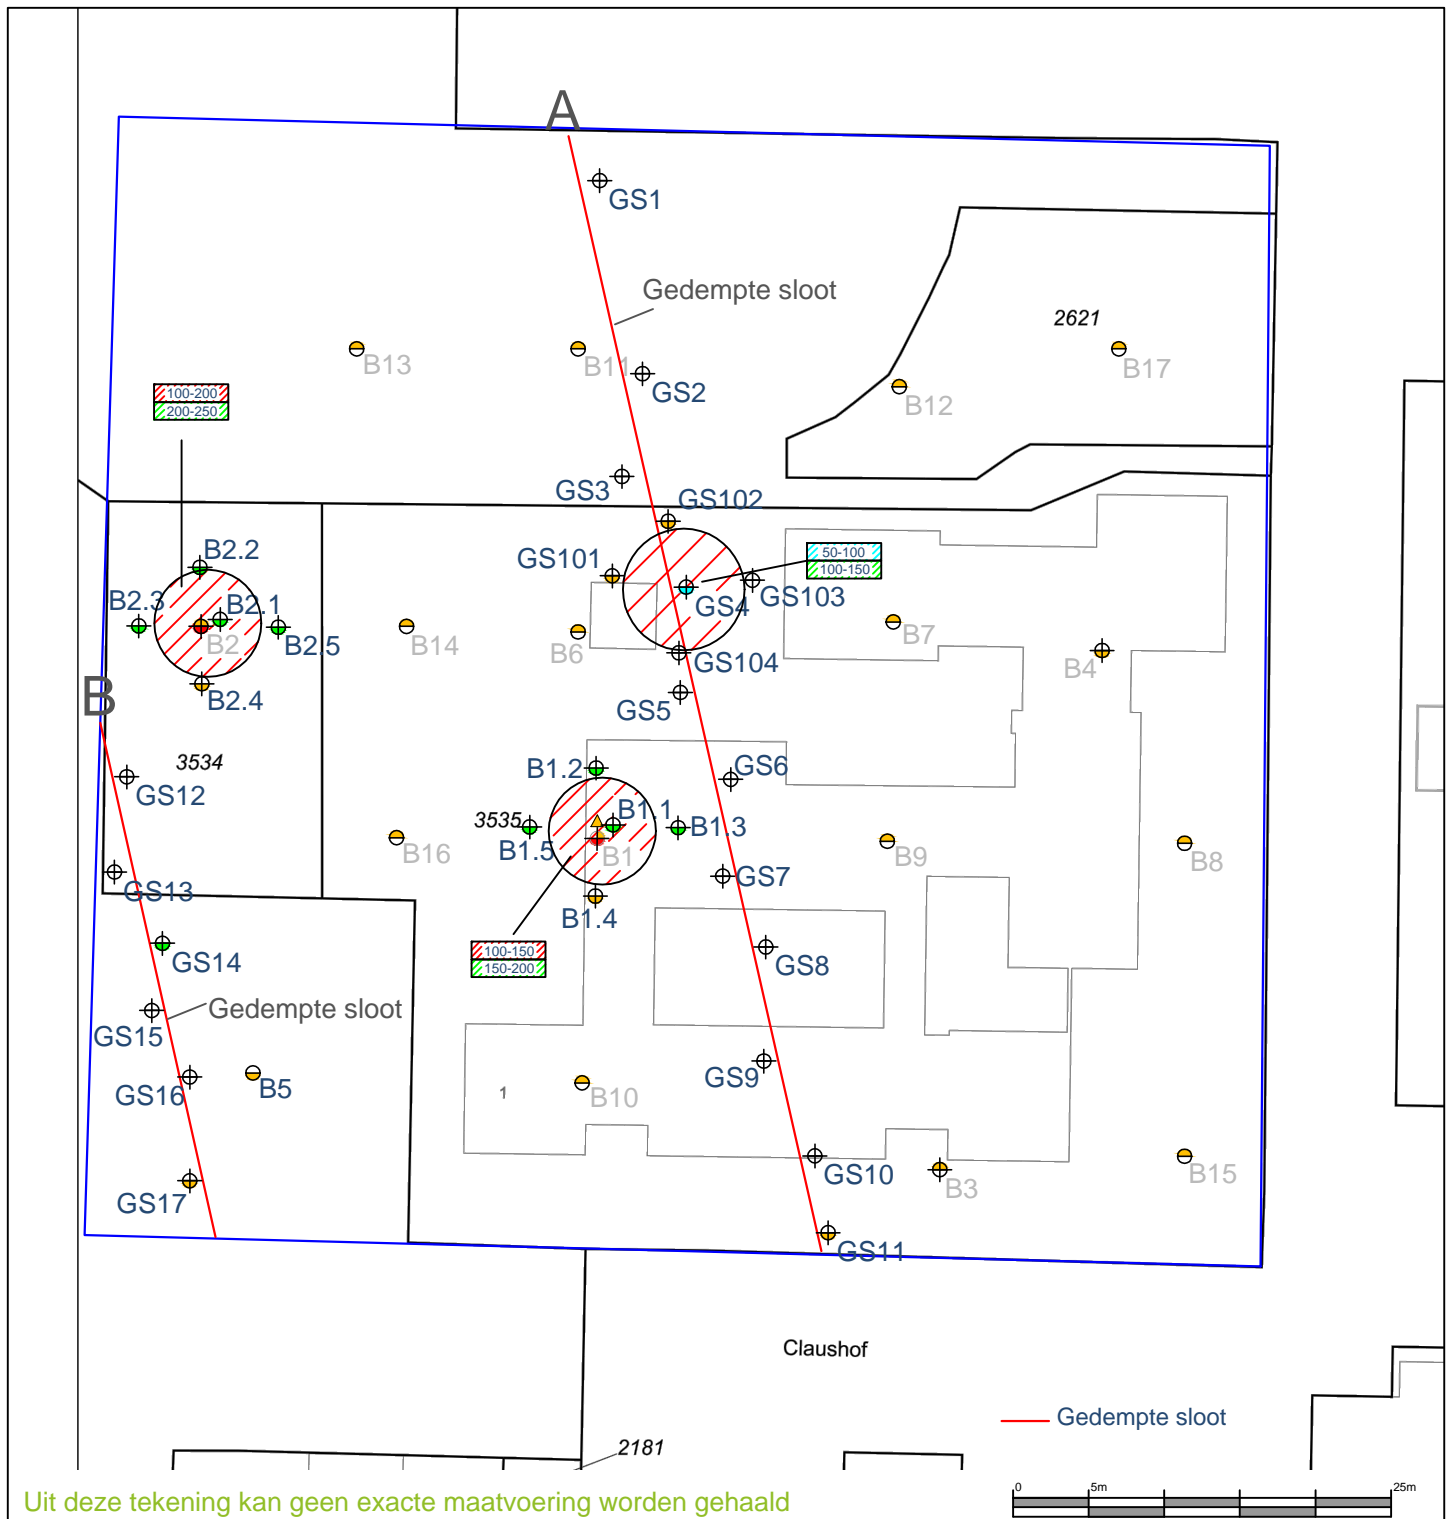 A
GS1
Gedempte sloot
2621
B13
B11
B17
GS2
B12
100-200
200-250
GS3
GS102
B2.2
GS101
50-100
100-150
B2.3
B2.1
GS4
GS103
B2
B2.5
B14
B6
B7
GS104
B4
B
B2.4
GS5
3534
B1.2
GS6
GS12
3535
B1.1
B1.3
B1.5
B1
B16
B9
B8
GS13
GS7
B1.4
GS14
100-150
150-200
GS8
Gedempte sloot
GS15
GS9
GS16
B5
1
B10
GS10
B15
GS17
B3
GS11
Claushof
Gedempte sloot
2181
0 5m 25m
Uit deze tekening kan geen exacte maatvoering worden gehaald